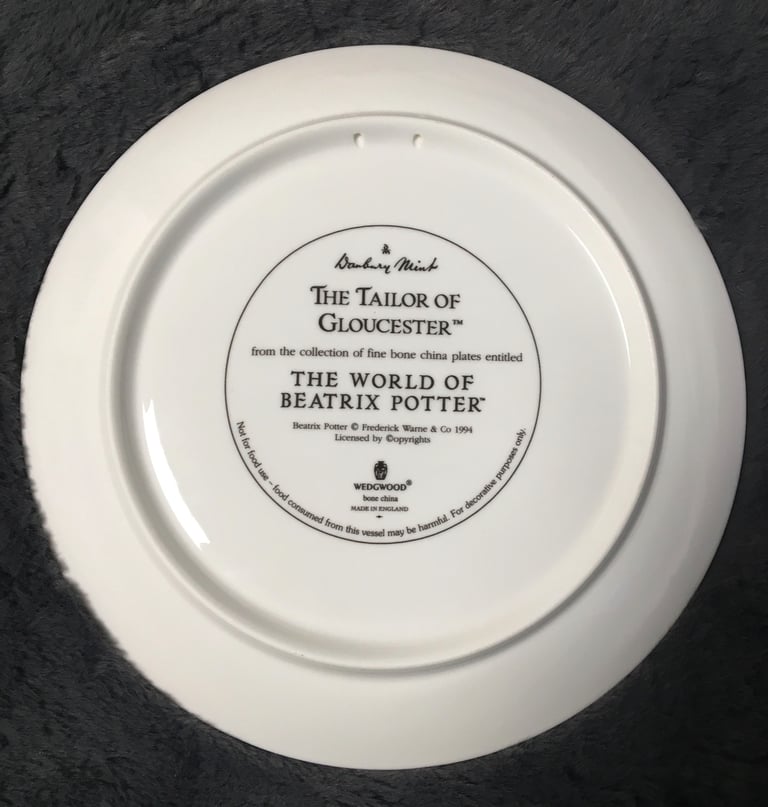 Danbury Mint
THE TAILOR OF
GLOUCESTER™
from the collection of fine bone china plates entitled
THE WORLD OF
BEATRIX POTTER™
Beatrix Potter © Frederick Warne & Co 1994
Licensed by ©opyrights
WEDGWOOD®
bone china
MADE IN ENGLAND
Not for food use – food consumed from this vessel may be harmful. For decorative purposes only.